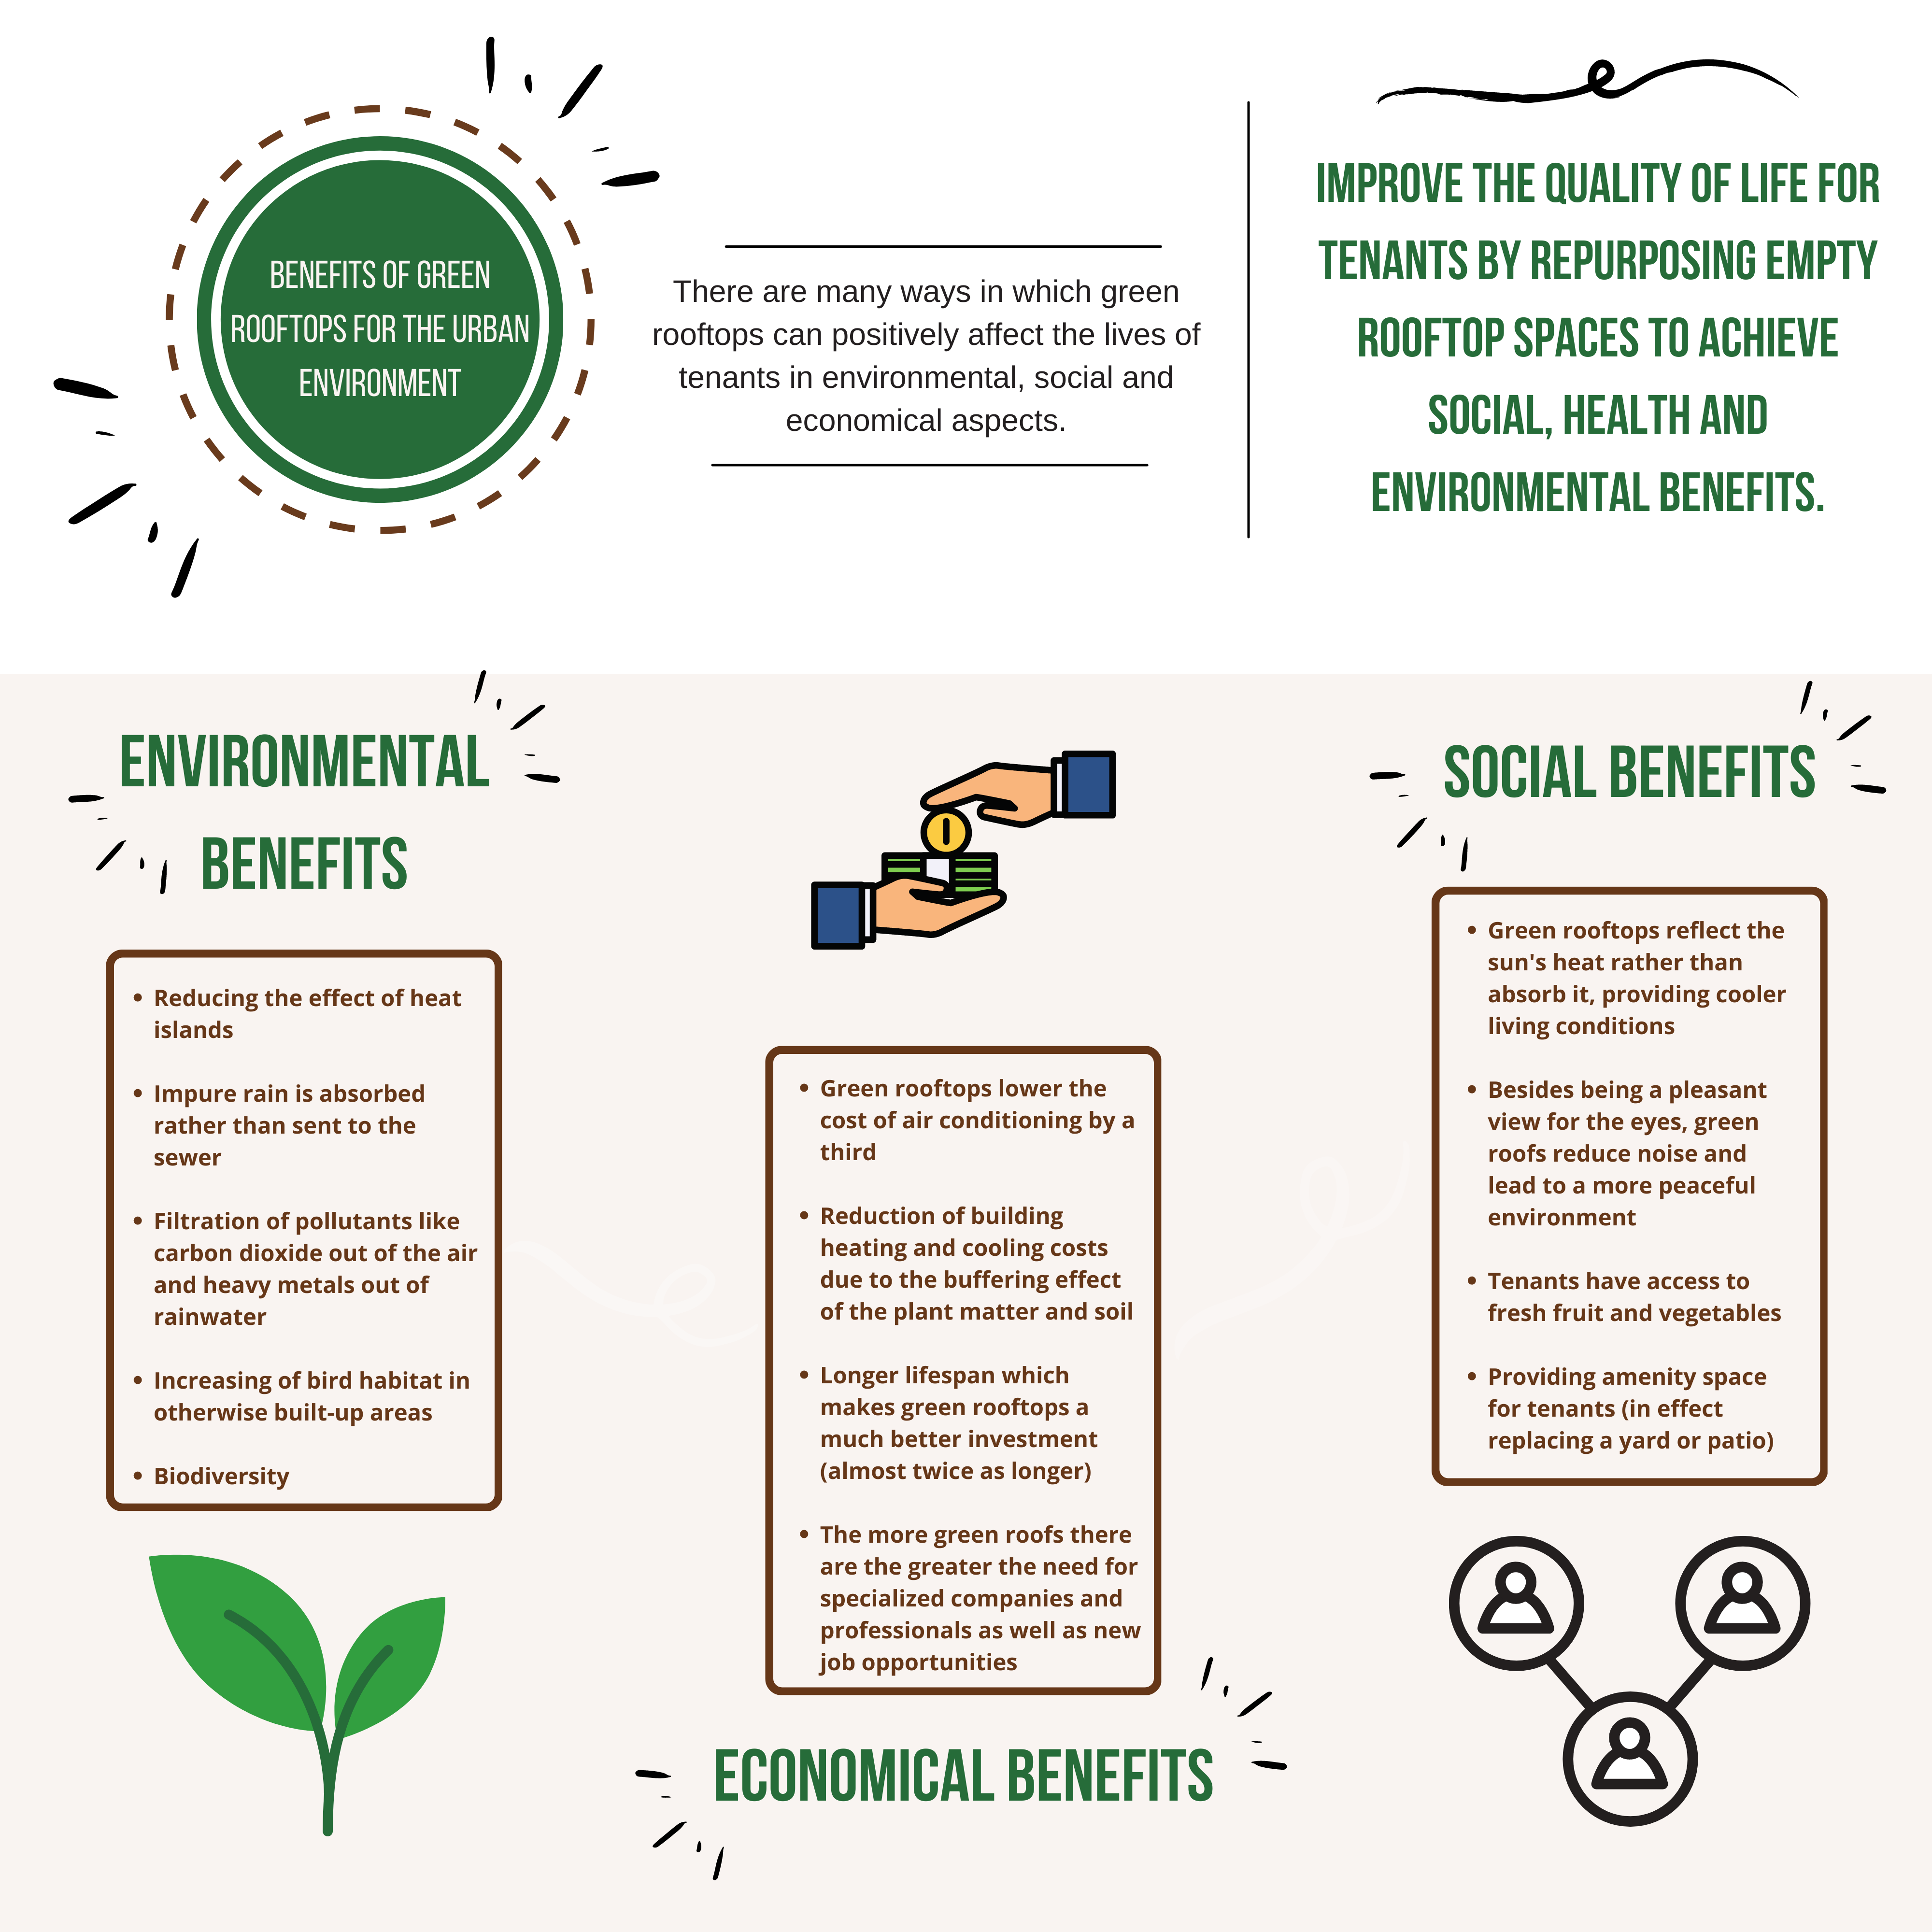 BENEFITS OF GREEN
ROOFTOPS FOR THE URBAN
ENVIRONMENT
There are many ways in which green
rooftops can positively affect the lives of
tenants in environmental, social and
economical aspects.
IMPROVE THE QUALITY OF LIFE FOR
TENANTS BY REPURPOSING EMPTY
ROOFTOP SPACES TO ACHIEVE
SOCIAL, HEALTH AND
ENVIRONMENTAL BENEFITS.
ENVIRONMENTAL
BENEFITS
• Reducing the effect of heat
islands
• Impure rain is absorbed
rather than sent to the
sewer
• Filtration of pollutants like
carbon dioxide out of the air
and heavy metals out of
rainwater
• Increasing of bird habitat in
otherwise built-up areas
• Biodiversity
• Green rooftops lower the
cost of air conditioning by a
third
• Reduction of building
heating and cooling costs
due to the buffering effect
of the plant matter and soil
• Longer lifespan which
makes green rooftops a
much better investment
(almost twice as longer)
• The more green roofs there
are the greater the need for
specialized companies and
professionals as well as new
job opportunities
ECONOMICAL BENEFITS
SOCIAL BENEFITS
• Green rooftops reflect the
sun's heat rather than
absorb it, providing cooler
living conditions
• Besides being a pleasant
view for the eyes, green
roofs reduce noise and
lead to a more peaceful
environment
• Tenants have access to
fresh fruit and vegetables
• Providing amenity space
for tenants (in effect
replacing a yard or patio)